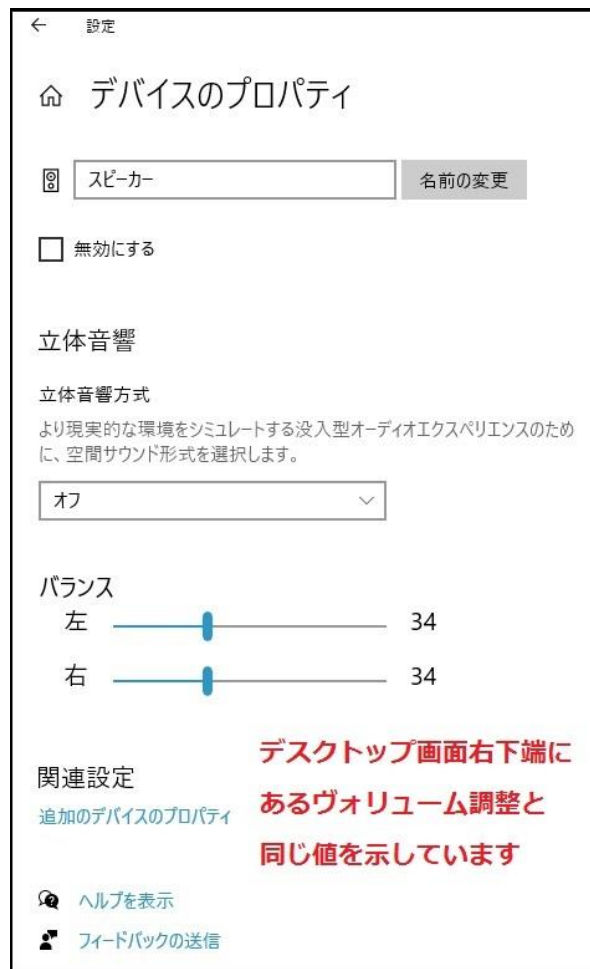 設定
デバイスのプロパティ
スピーカー
名前の変更
無効にする
立体音響
立体音響方式
より現実的な環境をシミュレートする没入型オーディオエクスペリエンスのため
に、空間サウンド形式を選択します。
オフ
バランス
左 34
右 34
関連設定
追加のデバイスのプロパティ
デスクトップ画面右下端に
あるヴォリューム調整と
同じ値を示しています
ヘルプを表示
フィードバックの送信